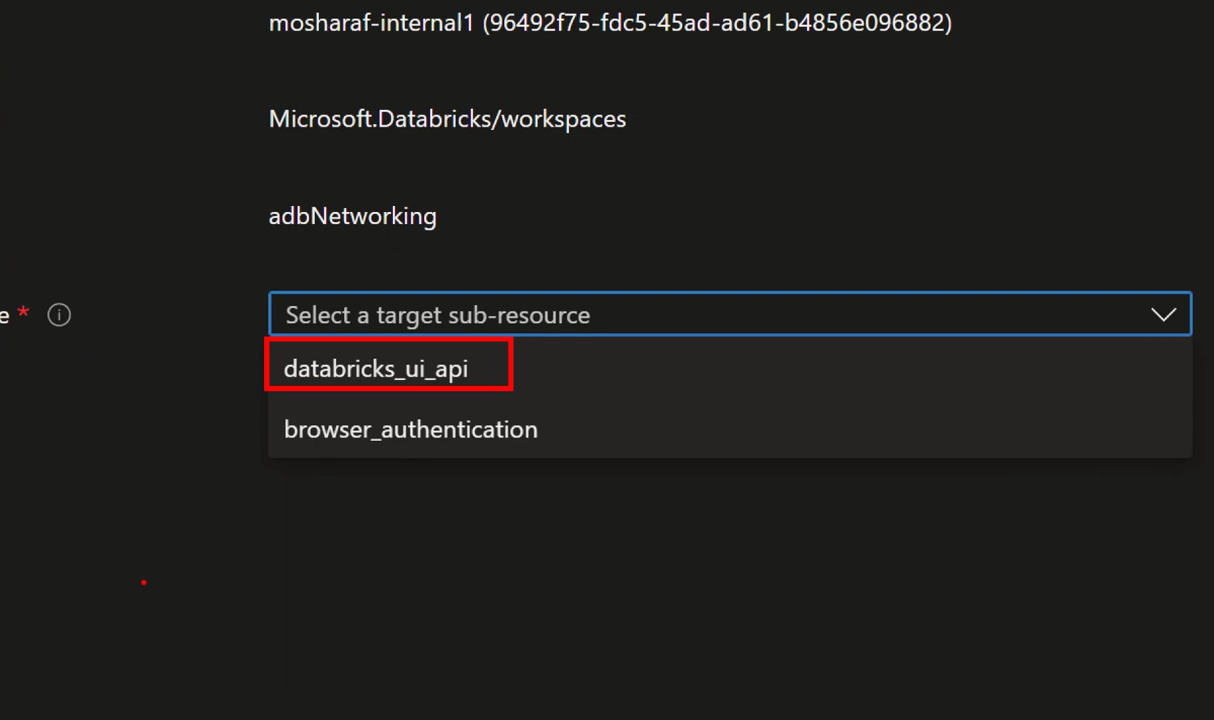 mosharaf-internal1 (96492f75-fdc5-45ad-ad61-b4856e096882)
Microsoft.Databricks/workspaces
adbNetworking
e *
Select a target sub-resource
databricks_ui_api
browser_authentication